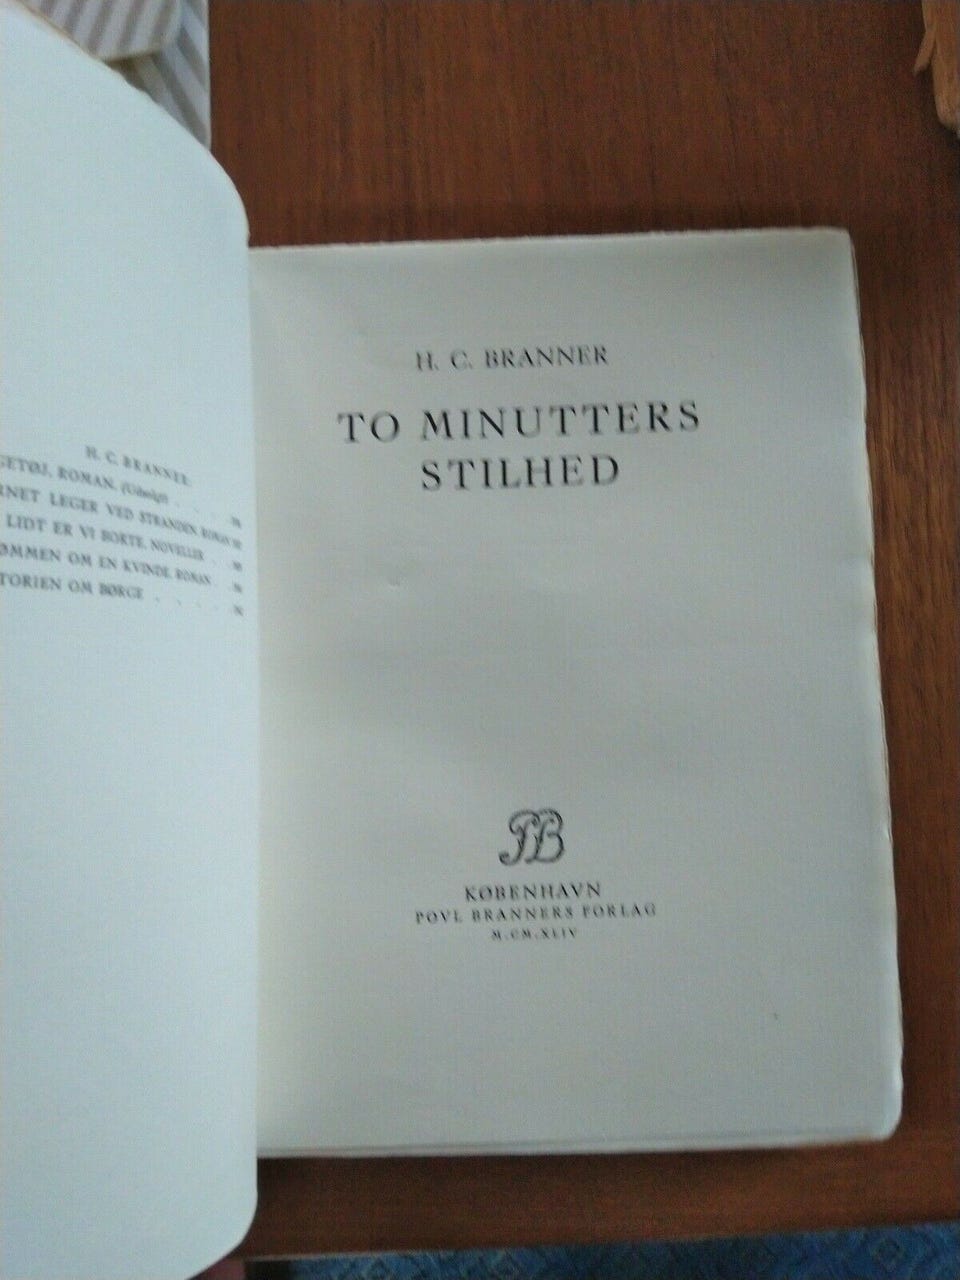 H. C. BRANNER:
GETØJ, ROMAN. (Udsolgt) . . . .
RNET LEGER VED STRANDEN, ROMAN
LIDT ER VI BORTE, NOVELLER . .
ØMMEN OM EN KVINDE, ROMAN . .
TORIEN OM BØRGE . . . .
H. C. BRANNER
TO MINUTTERS
STILHED
PB
KØBENHAVN
POVL BRANNERS FORLAG
M.CM.XLIV